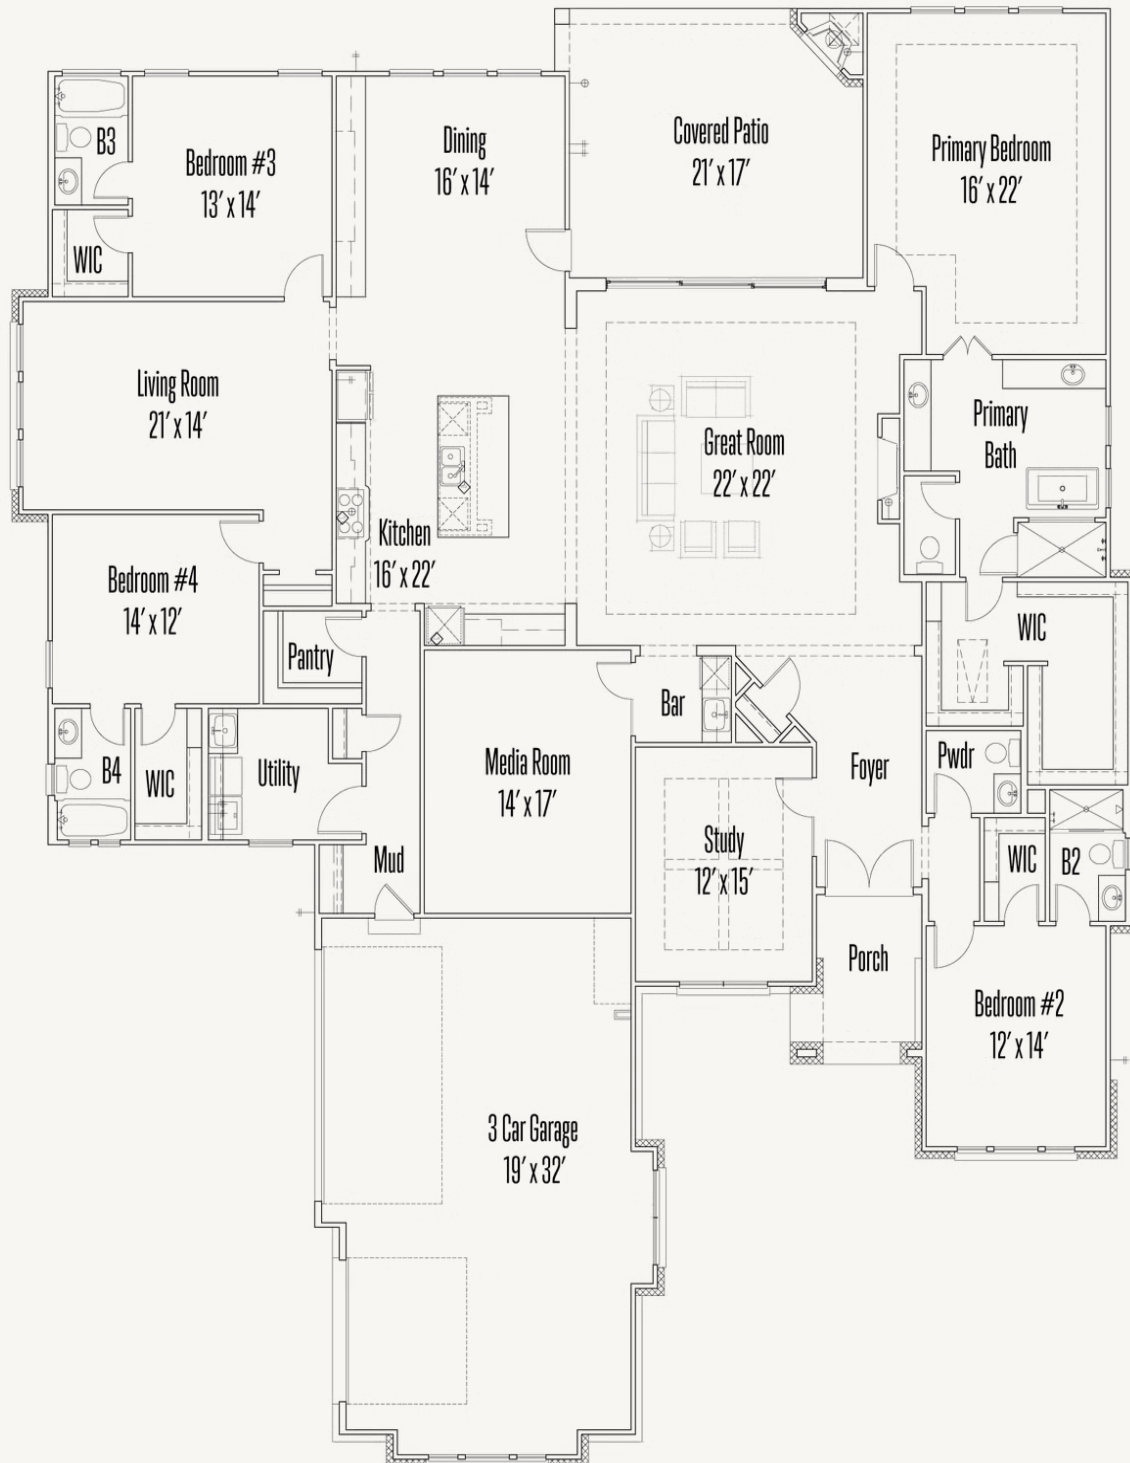 Covered Patio
21' x 17'
Primary Bedroom
16' x 22'
Dining
16' x 14'
Bedroom #3
13' x 14'
B3
WIC
Living Room
21' x 14'
Great Room
22' x 22'
Primary
Bath
Kitchen
16' x 22'
Bedroom #4
14' x 12'
Pantry
WIC
Bar
Media Room
14' x 17'
Foyer
Pwdr
B4
WIC
Utility
Study
12' x 15'
Mud
WIC
B2
Porch
Bedroom #2
12' x 14'
3 Car Garage
19' x 32'